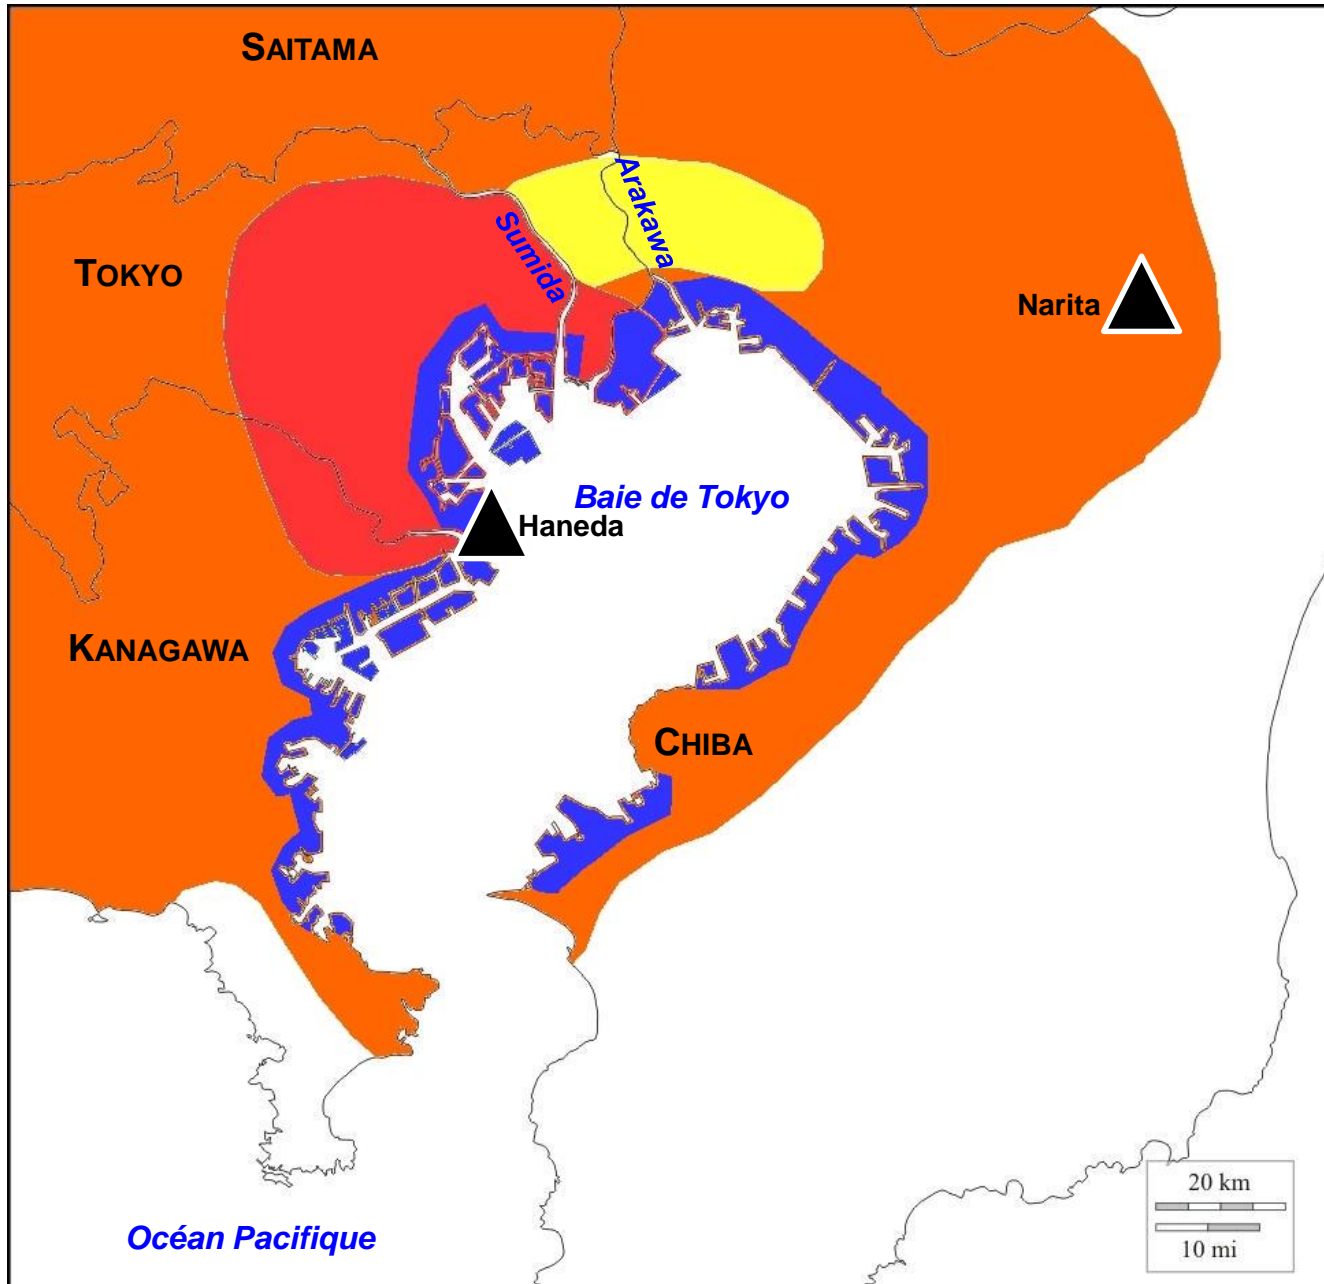 SAITAMA
Arakawa
Sumida
TOKYO
Narita
Baie de Tokyo
Haneda
KANAGAWA
CHIBA
20 km
10 mi
Océan Pacifique